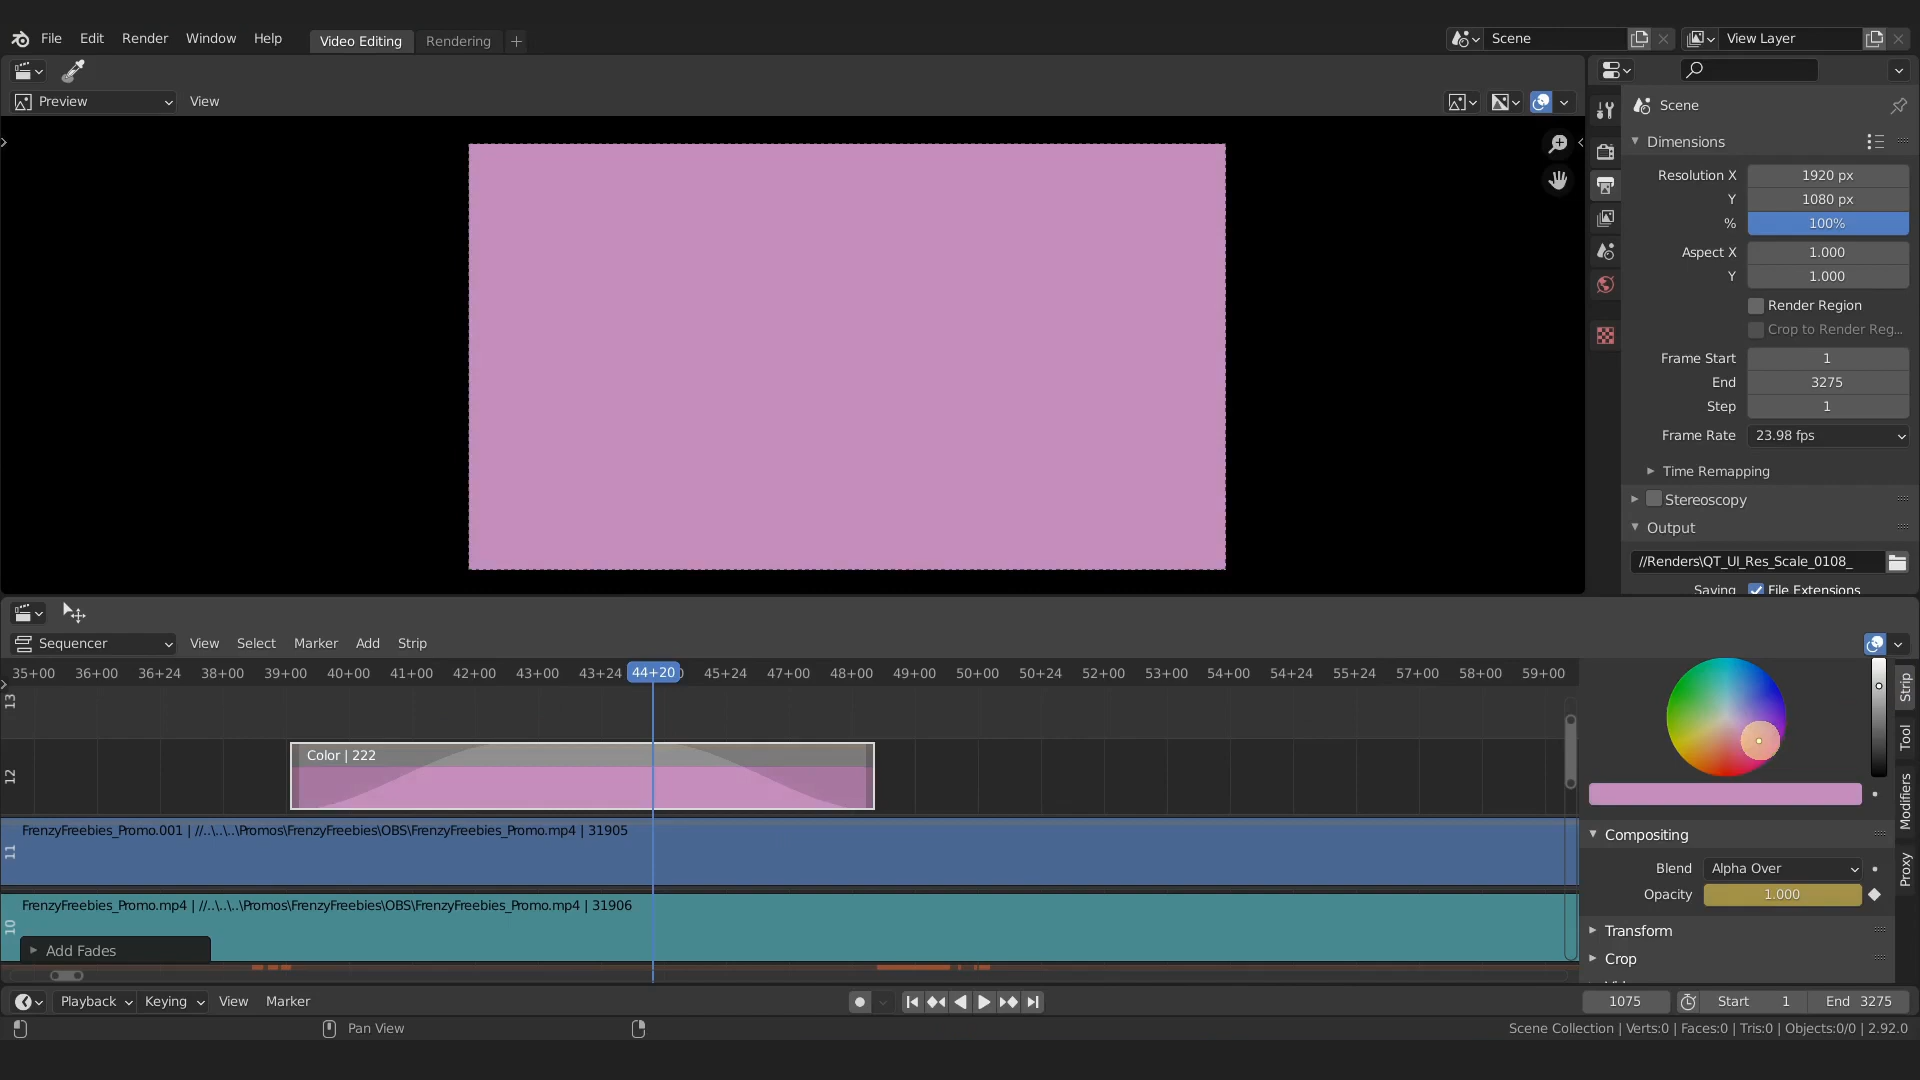 File Edit Render Window Help Video Editing Rendering + Scene View Layer
Preview View
Scene
Dimensions
Resolution X 1920 px
Y 1080 px
% 100%
Aspect X 1.000
Y 1.000
Render Region
Crop to Render Reg...
Frame Start 1
End 3275
Step 1
Frame Rate 23.98 fps
Time Remapping
Stereoscopy
Output
//Renders\QT_UI_Res_Scale_0108_
Saving File Extensions
Sequencer View Select Marker Add Strip
35+00 36+00 36+24 38+00 39+00 40+00 41+00 42+00 43+00 43+24 44+20 45+24 47+00 48+00 49+00 50+00 50+24 52+00 53+00 54+00 54+24 55+24 57+00 58+00 59+00
13
12
Color | 222
11
FrenzyFreebies_Promo.001 | //..\..\..\Promos\FrenzyFreebies\OBS\FrenzyFreebies_Promo.mp4 | 31905
10
FrenzyFreebies_Promo.mp4 | //..\..\..\Promos\FrenzyFreebies\OBS\FrenzyFreebies_Promo.mp4 | 31906
Add Fades
Strip
Tool
Modifiers
Proxy
Compositing
Blend Alpha Over
Opacity 1.000
Transform
Crop
Playback Keying View Marker 1075 Start 1 End 3275
Pan View Scene Collection | Verts:0 | Faces:0 | Tris:0 | Objects:0/0 | 2.92.0